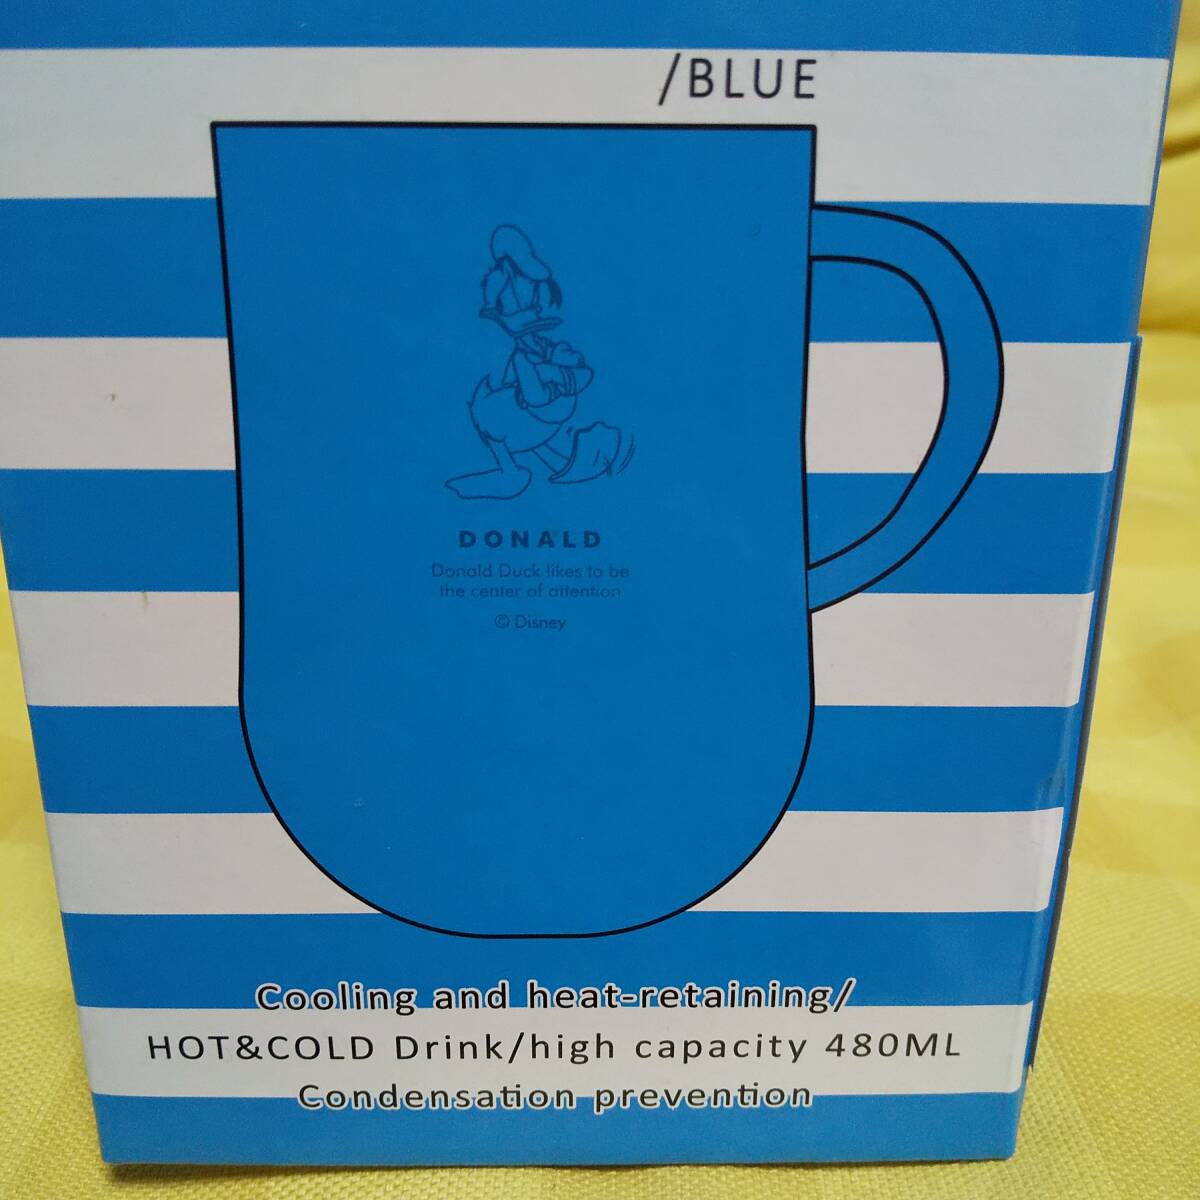 /BLUE
DONALD
Donald Duck likes to be
the center of attention
© Disney
Cooling and heat-retaining/
HOT&COLD Drink/high capacity 480ML
Condensation prevention